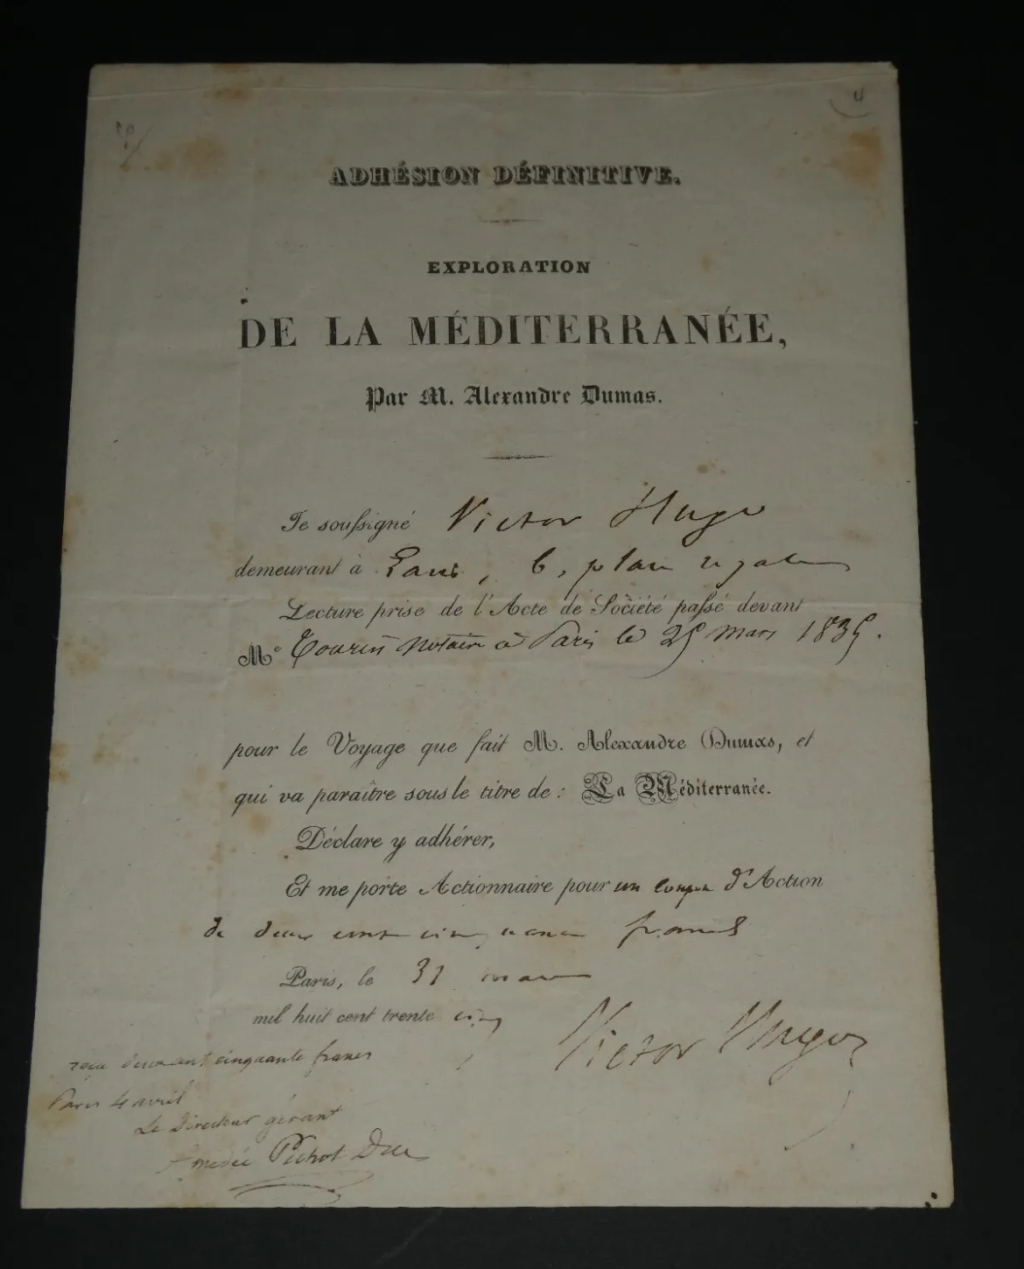 ADHÉSION DÉFINITIVE.
EXPLORATION
DE LA MÉDITERRANÉE,
Par M. Alexandre Dumas.
Je soussigné Victor Hugo
demeurant à Paris, 6, place royale
Lecture prise de l'Acte de Société passé devant
Me notaire à Paris le 25 mars 1835.
pour le Voyage que fait M. Alexandre Dumas, et
qui va paraître sous le titre de : La Méditerranée.
Déclare y adhérer,
Et me porte Actionnaire pour un coupon d'Action
de deux cent cinquante francs
Paris, le 31 mars
mil huit cent trente cinq
Victor Hugo
reçu deux cent cinquante francs
Paris 4 avril
Le Directeur gérant
Amédée Pichot